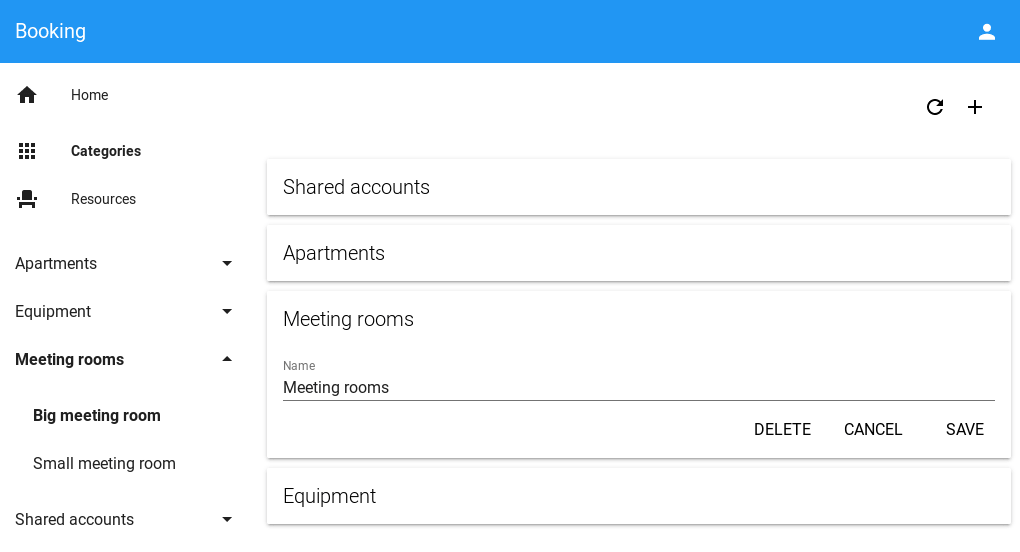 Booking
Home
Categories
Resources
Apartments
Equipment
Meeting rooms
Big meeting room
Small meeting room
Shared accounts
Shared accounts
Apartments
Meeting rooms
Name
Meeting rooms
DELETE CANCEL SAVE
Equipment